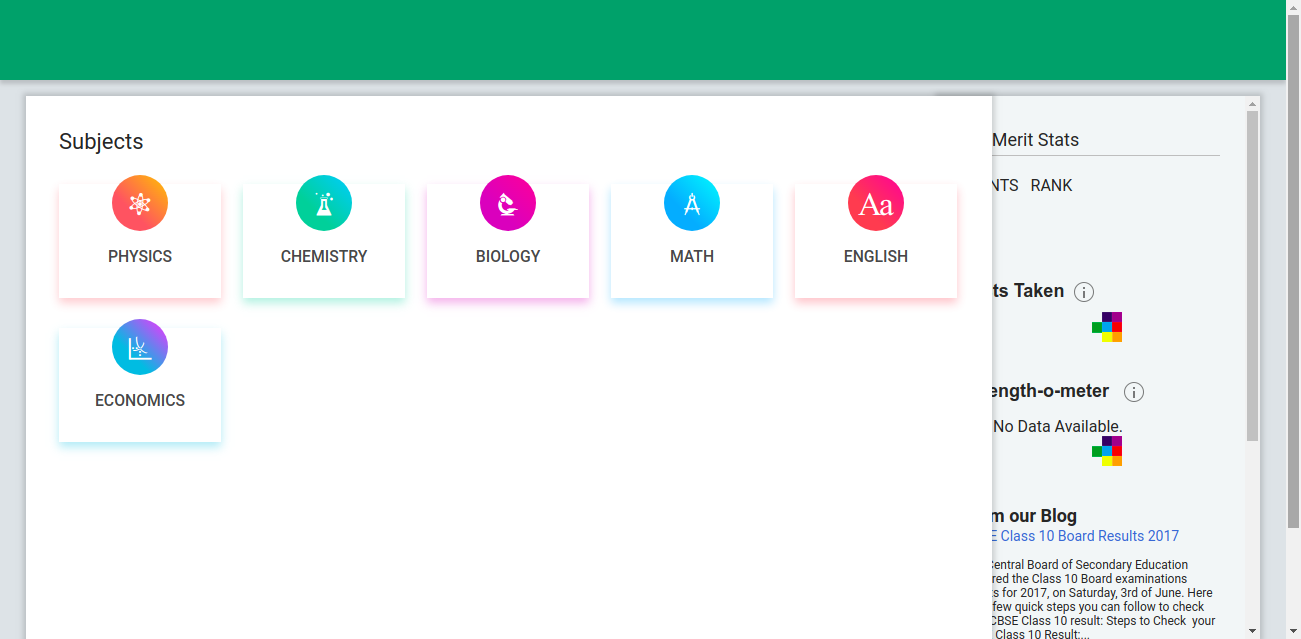 Subjects
PHYSICS
CHEMISTRY
BIOLOGY
MATH
Aa
ENGLISH
ECONOMICS
Merit Stats
NTS RANK
ts Taken
ength-o-meter
No Data Available.
m our Blog
E Class 10 Board Results 2017
Central Board of Secondary Education
red the Class 10 Board examinations
s for 2017, on Saturday, 3rd of June. Here
few quick steps you can follow to check
CBSE Class 10 result: Steps to Check your
Class 10 Result:...